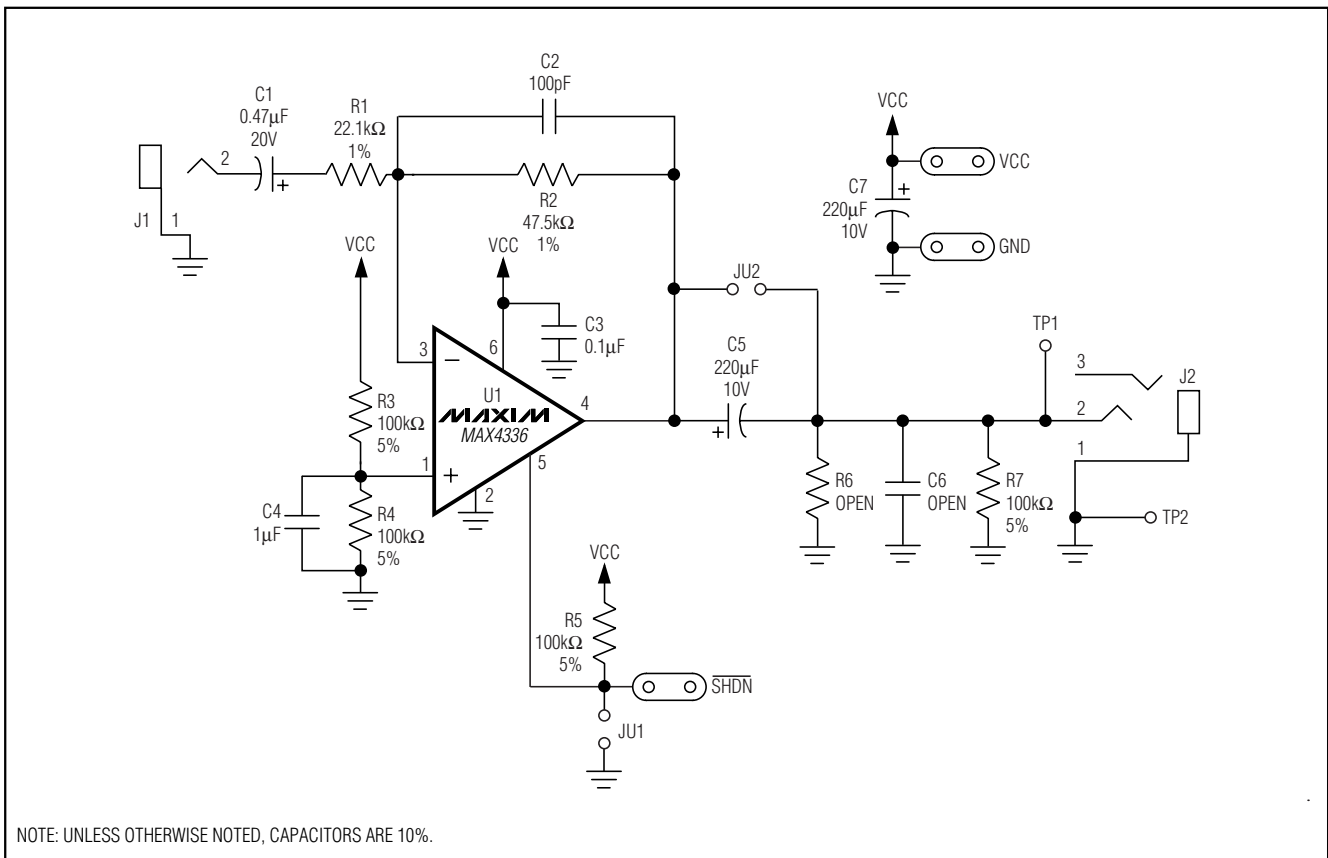 C2
100pF
C1
0.47µF
20V
R1
22.1kΩ
1%
2
+
J1
1
R2
47.5kΩ
1%
VCC
VCC
C7
220µF
10V
+
VCC
GND
VCC
VCC
JU2
C3
0.1µF
3
–
6
U1
MAXIM
MAX4336
4
1
+
5
2
R3
100kΩ
5%
C4
1µF
R4
100kΩ
5%
C5
220µF
10V
+
TP1
3
J2
2
1
R6
OPEN
C6
OPEN
R7
100kΩ
5%
TP2
VCC
R5
100kΩ
5%
SHDN
JU1
NOTE: UNLESS OTHERWISE NOTED, CAPACITORS ARE 10%.